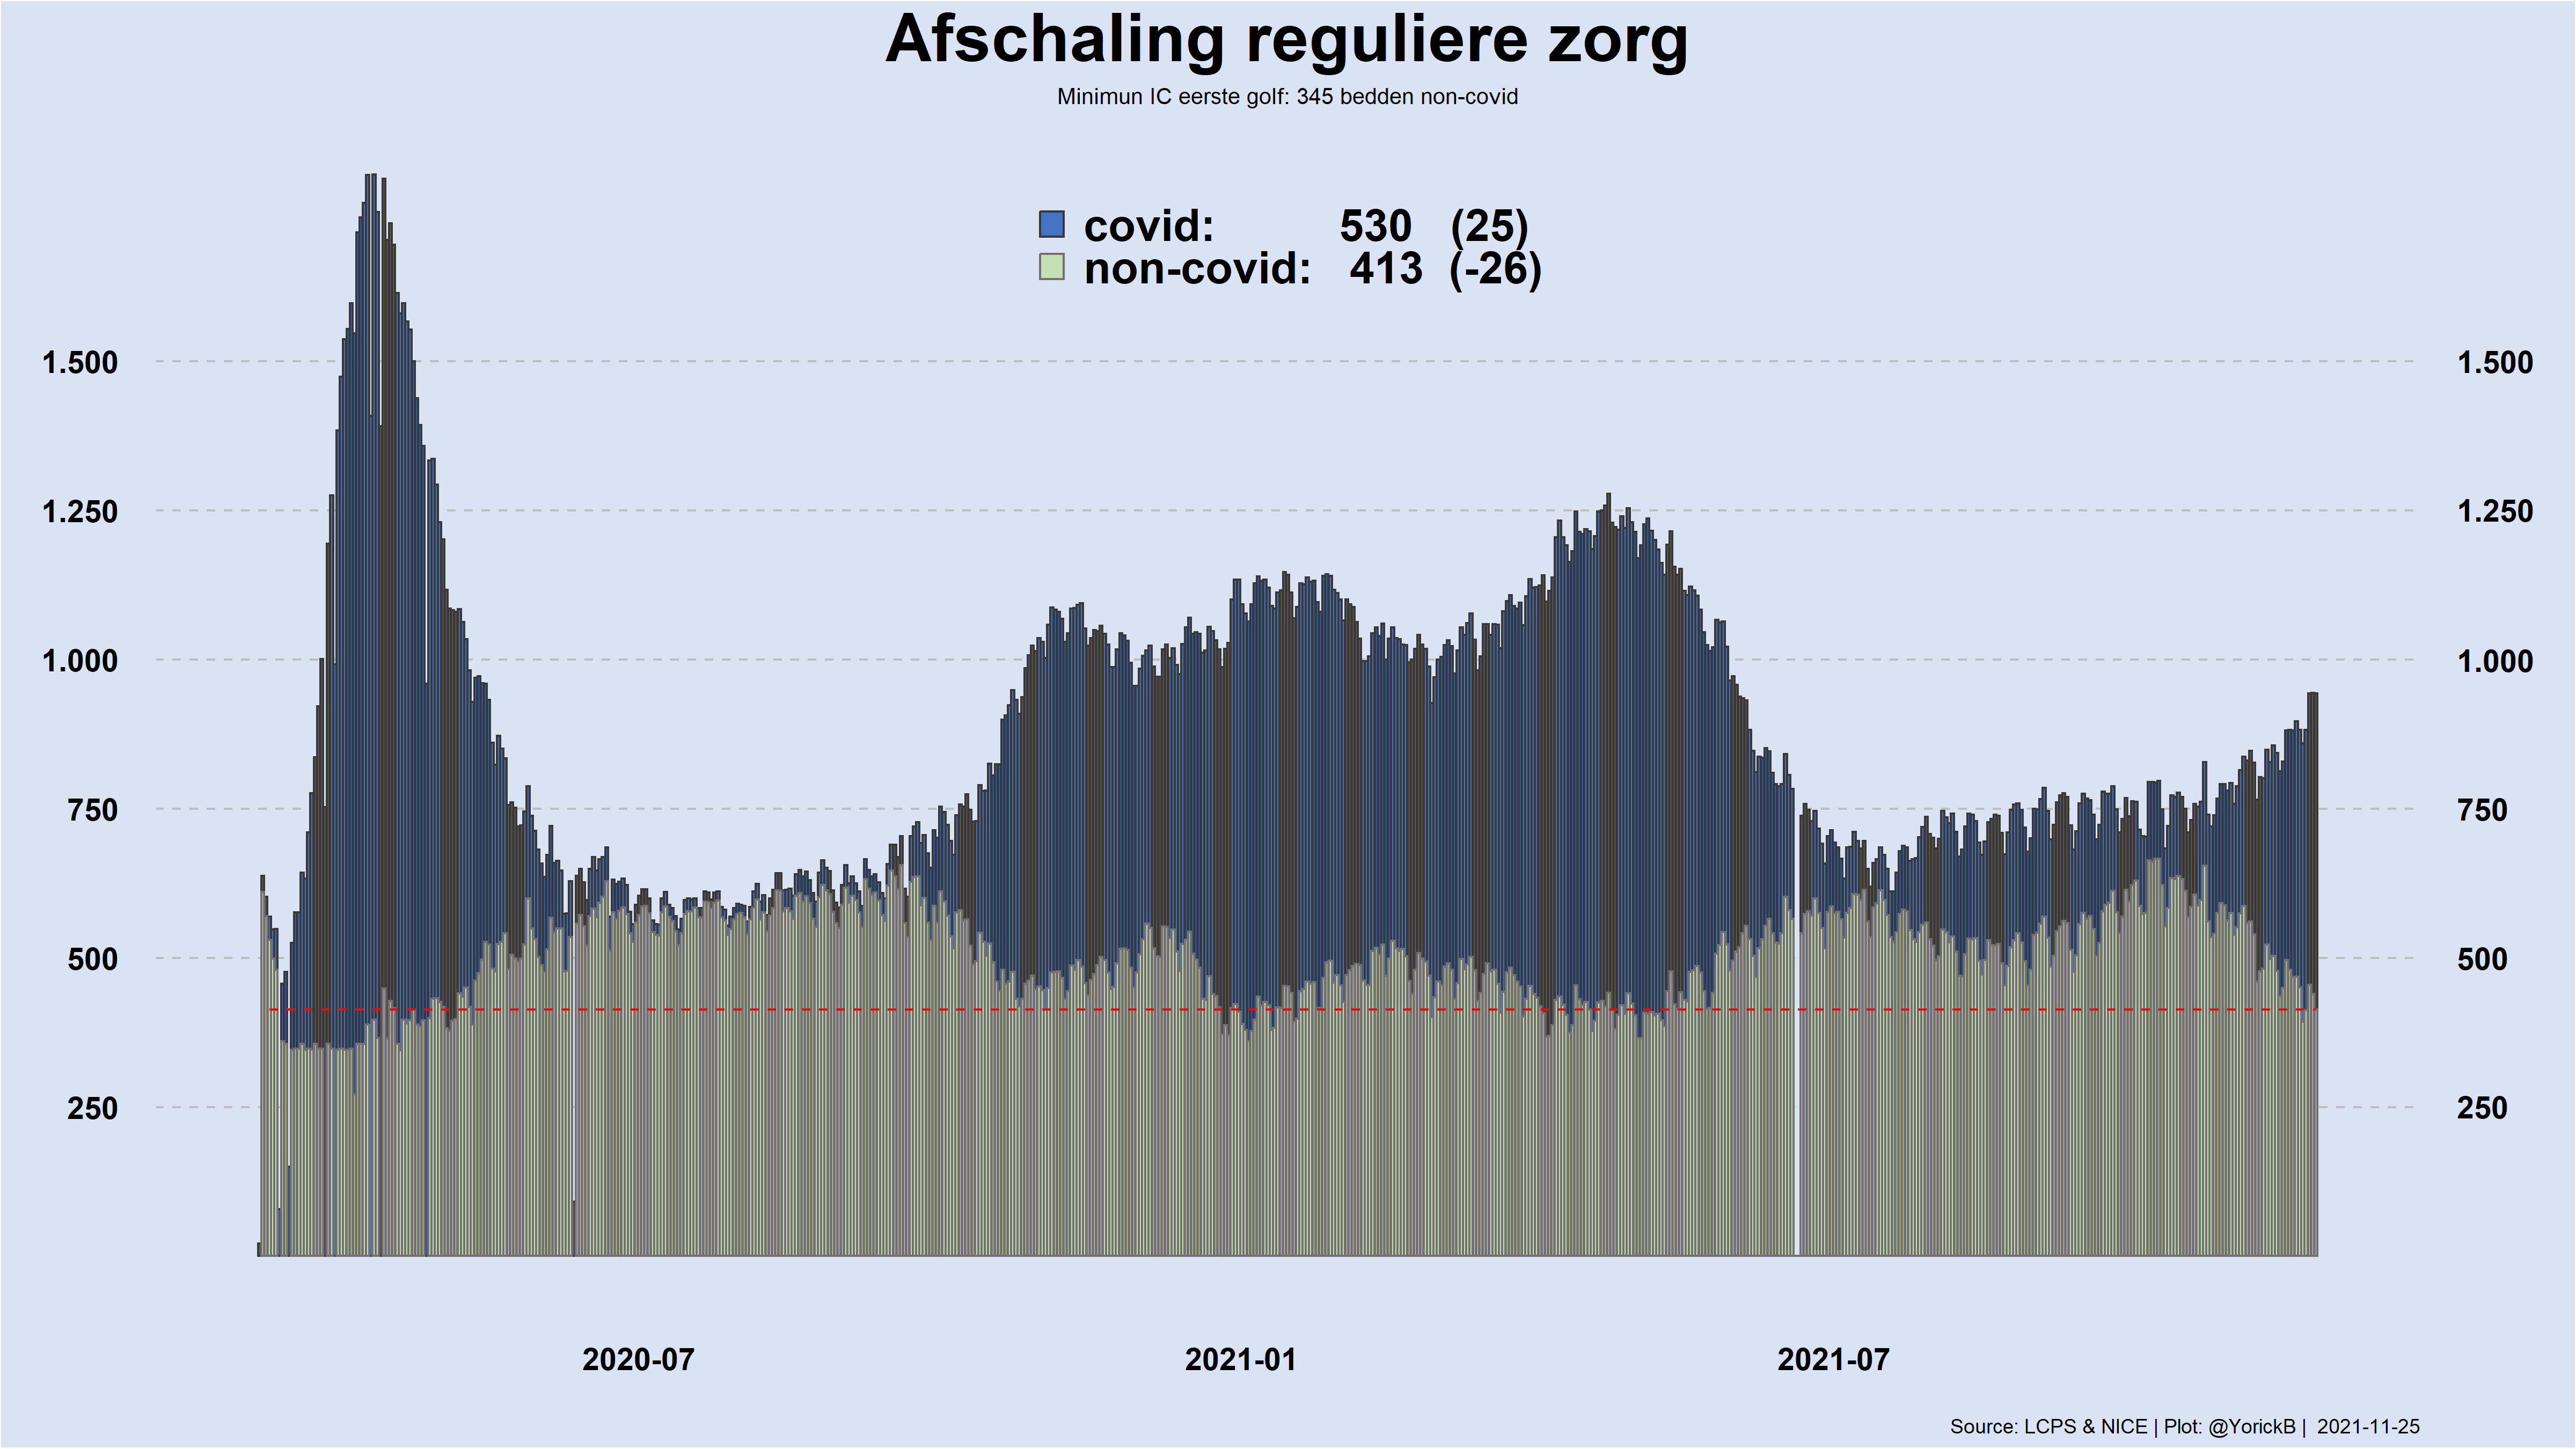 Afschaling reguliere zorg
Minimun IC eerste golf: 345 bedden non-covid
covid: 530 (25)
non-covid: 413 (-26)
1.500 1.500
1.250 1.250
1.000 1.000
750 750
500 500
250 250
2020-07 2021-01 2021-07
Source: LCPS & NICE | Plot: @YorickB | 2021-11-25